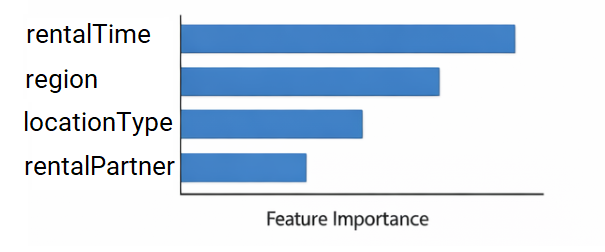 rentalTime
region
locationType
rentalPartner
Feature Importance